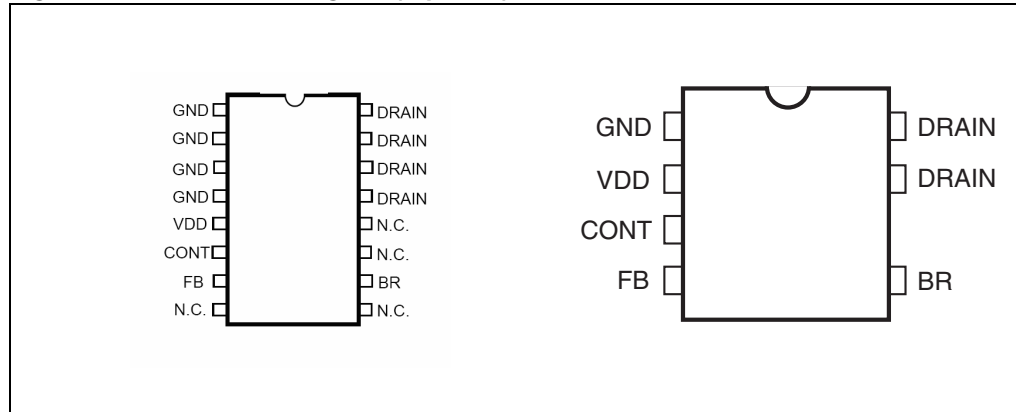 GND DRAIN
GND DRAIN
GND DRAIN
GND DRAIN
VDD N.C.
CONT N.C.
FB BR
N.C. N.C.
GND DRAIN
VDD DRAIN
CONT
FB BR